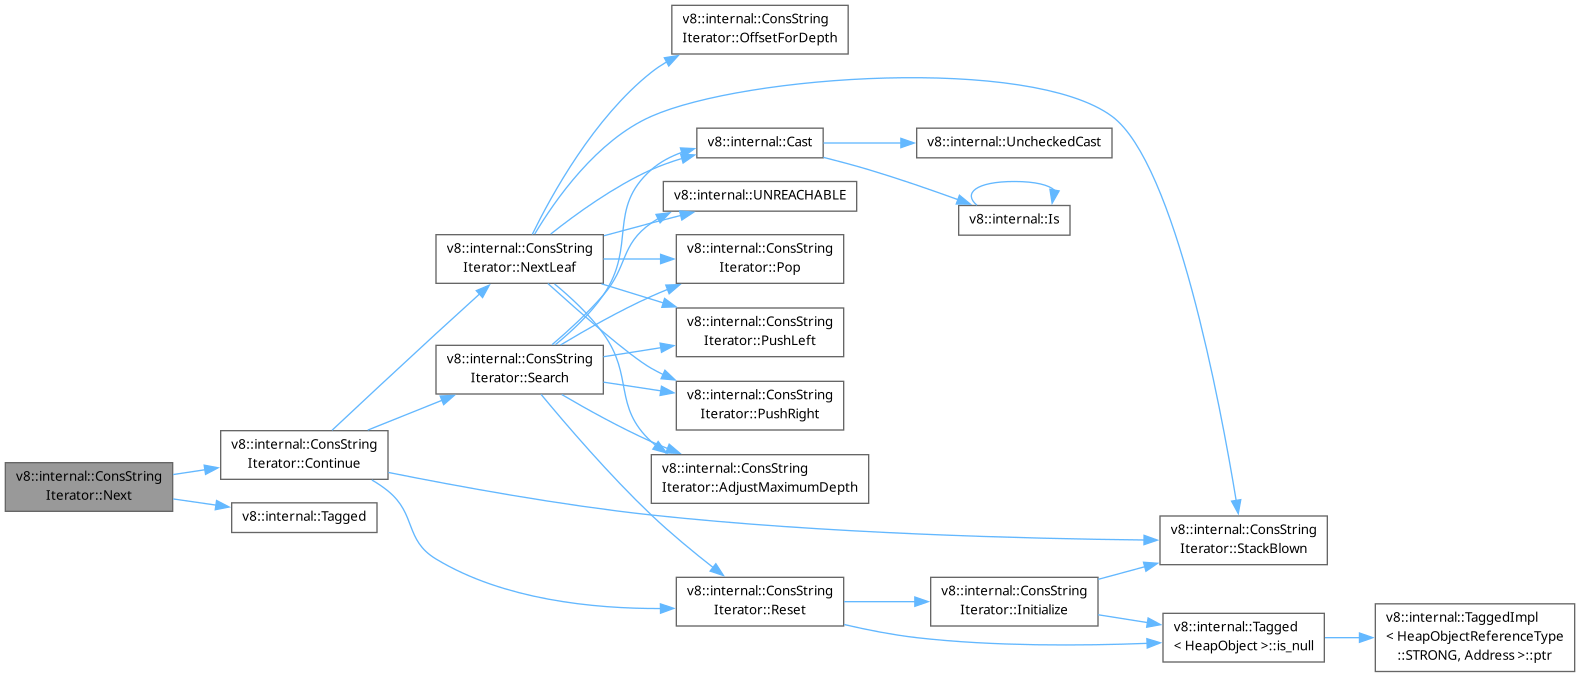 v8::internal::ConsString
Iterator::OffsetForDepth
v8::internal::Cast
v8::internal::UncheckedCast
v8::internal::UNREACHABLE
v8::internal::Is
v8::internal::ConsString
Iterator::NextLeaf
v8::internal::ConsString
Iterator::Pop
v8::internal::ConsString
Iterator::PushLeft
v8::internal::ConsString
Iterator::Search
v8::internal::ConsString
Iterator::PushRight
v8::internal::ConsString
Iterator::Continue
v8::internal::ConsString
Iterator::AdjustMaximumDepth
v8::internal::ConsString
Iterator::Next
v8::internal::Tagged
v8::internal::ConsString
Iterator::StackBlown
v8::internal::ConsString
Iterator::Reset
v8::internal::ConsString
Iterator::Initialize
v8::internal::Tagged
< HeapObject >::is_null
v8::internal::TaggedImpl
< HeapObjectReferenceType
::STRONG, Address >::ptr